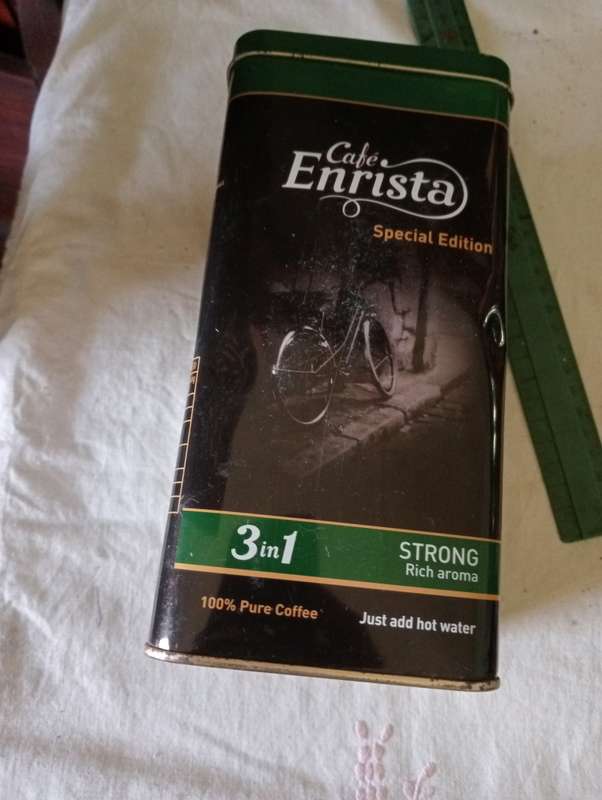 Café
Enrista
Special Edition
3in1
STRONG
Rich aroma
100% Pure Coffee
Just add hot water